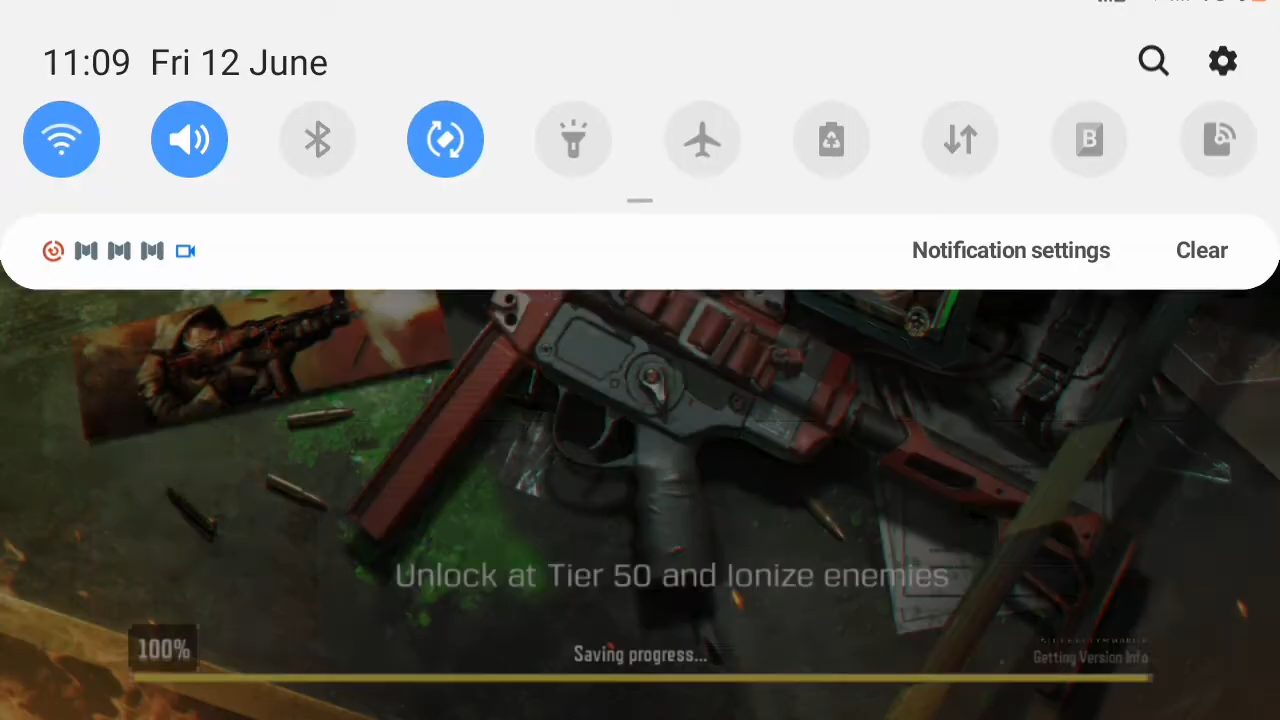 11:09 Fri 12 June
Notification settings Clear
Unlock at Tier 50 and Ionize enemies
100%
Saving progress...
Getting Version Info